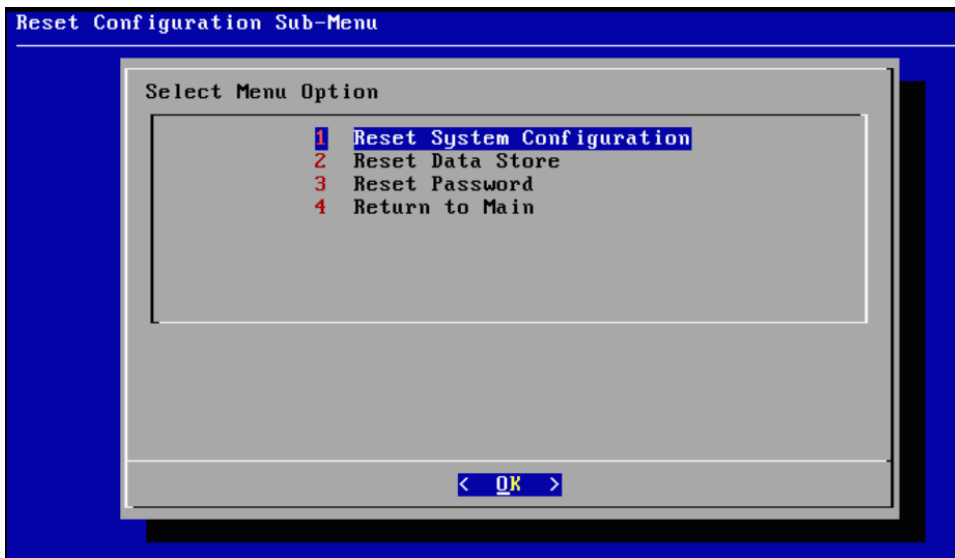 Reset Configuration Sub-Menu
Select Menu Option
1 Reset System Configuration
2 Reset Data Store
3 Reset Password
4 Return to Main
< OK >